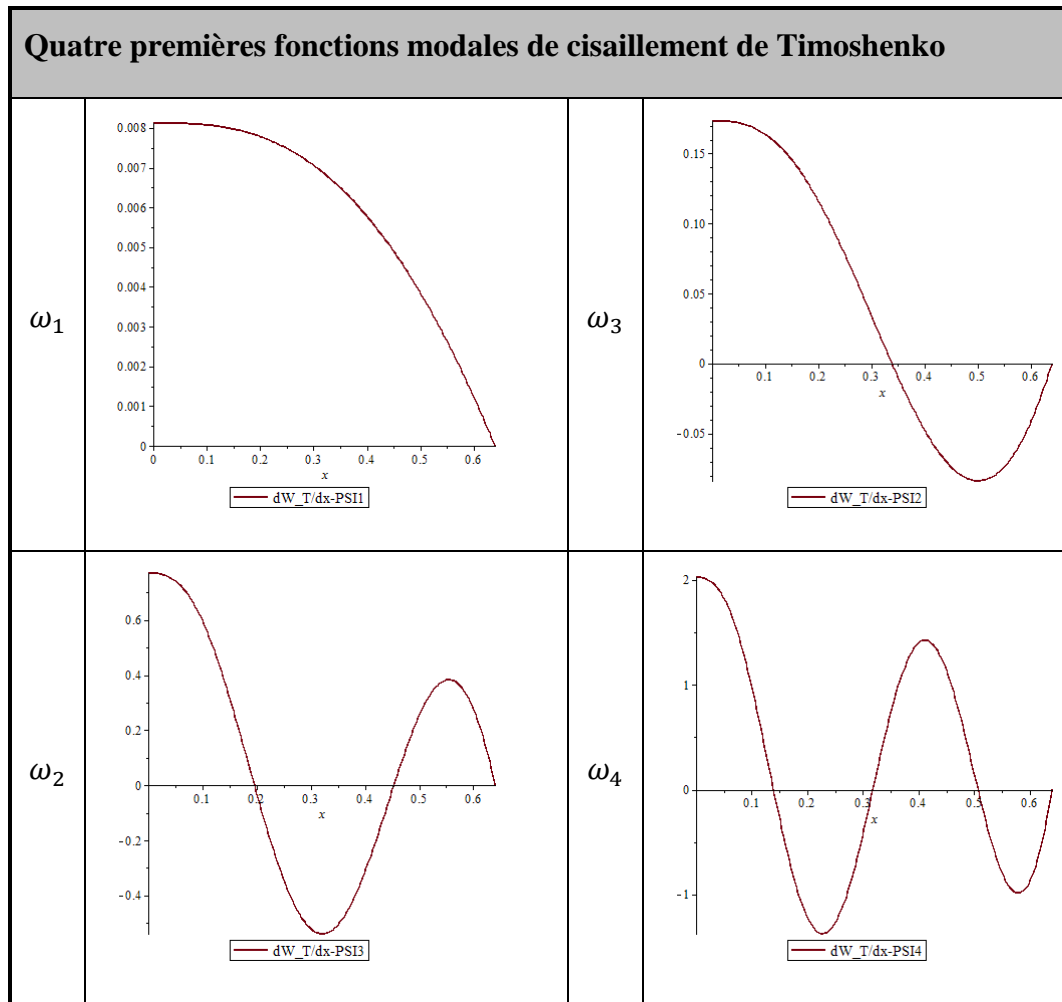 Quatre premières fonctions modales de cisaillement de Timoshenko
ω1
0.008
0.007
0.006
0.005
0.004
0.003
0.002
0.001
0
0 0.1 0.2 0.3 0.4 0.5 0.6
x
dW_T/dx-PSI1
ω3
0.15
0.10
0.05
0
-0.05
0.1 0.2 0.3 0.4 0.5 0.6
x
dW_T/dx-PSI2
ω2
0.6
0.4
0.2
0
-0.2
-0.4
0.1 0.2 0.3 0.4 0.5 0.6
x
dW_T/dx-PSI3
ω4
2
1
0
-1
0.1 0.2 0.3 0.4 0.5 0.6
x
dW_T/dx-PSI4